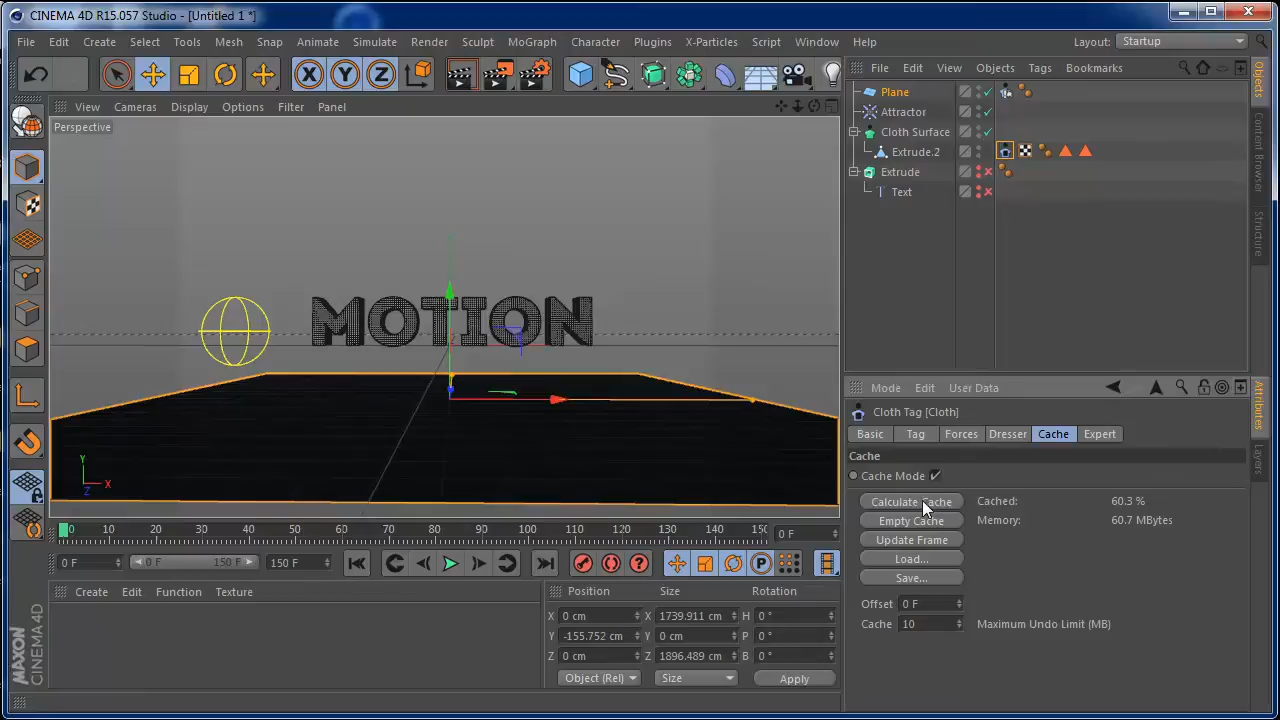 CINEMA 4D R15.057 Studio - [Untitled 1 *]
File Edit Create Select Tools Mesh Snap Animate Simulate Render Sculpt MoGraph Character Plugins X-Particles Script Window Help Layout: Startup
X Y Z
File Edit View Objects Tags Bookmarks
View Cameras Display Options Filter Panel
Perspective
Plane
Attractor
Cloth Surface
Extrude.2
Extrude
Text
Objects
Content Browser
Structure
MOTION
Y
X
Z
Mode Edit User Data
Cloth Tag [Cloth]
Basic Tag Forces Dresser Cache Expert
Cache
Cache Mode
Calculate Cache Cached: 60.3 %
Empty Cache Memory: 60.7 MBytes
Update Frame
Load...
Save...
Offset 0 F
Cache 10 Maximum Undo Limit (MB)
Attributes
Layers
0 10 20 30 40 50 60 70 80 90 100 110 120 130 140 150 0 F
0 F 0 F 150 F 150 F
P
Create Edit Function Texture
Position Size Rotation
X 0 cm X 1739.911 cm H 0 °
Y -155.752 cm Y 0 cm P 0 °
Z 0 cm Z 1896.489 cm B 0 °
Object (Rel) Size Apply
MAXON
CINEMA 4D